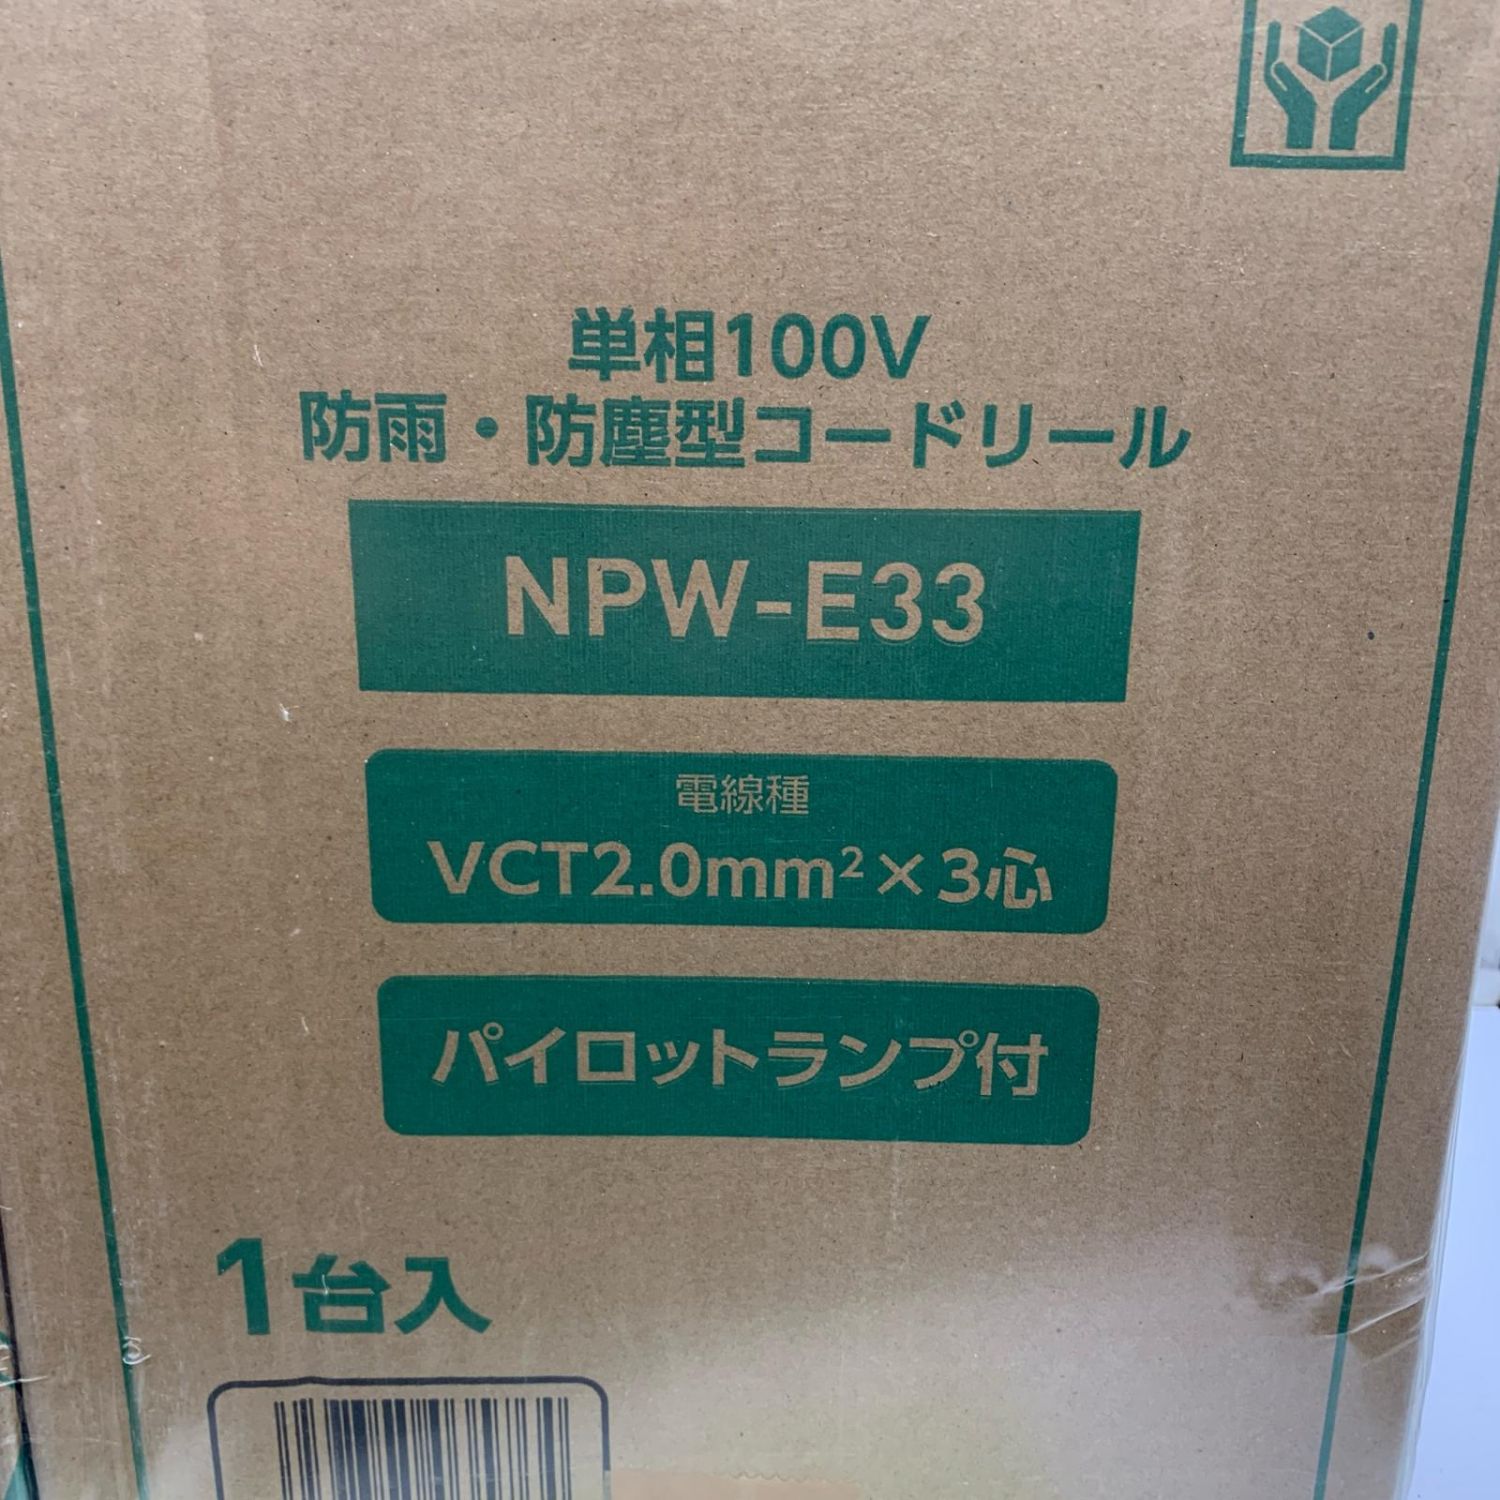 単相100V
防雨・防塵型コードリール
NPW-E33
電線種
VCT2.0mm²×3心
パイロットランプ付
1台入